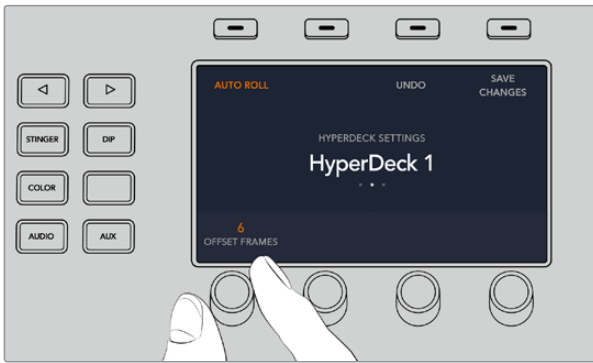 AUTO ROLL
UNDO
SAVE
CHANGES
HYPERDECK SETTINGS
HyperDeck 1
STINGER
DIP
COLOR
AUDIO
AUX
6
OFFSET FRAMES